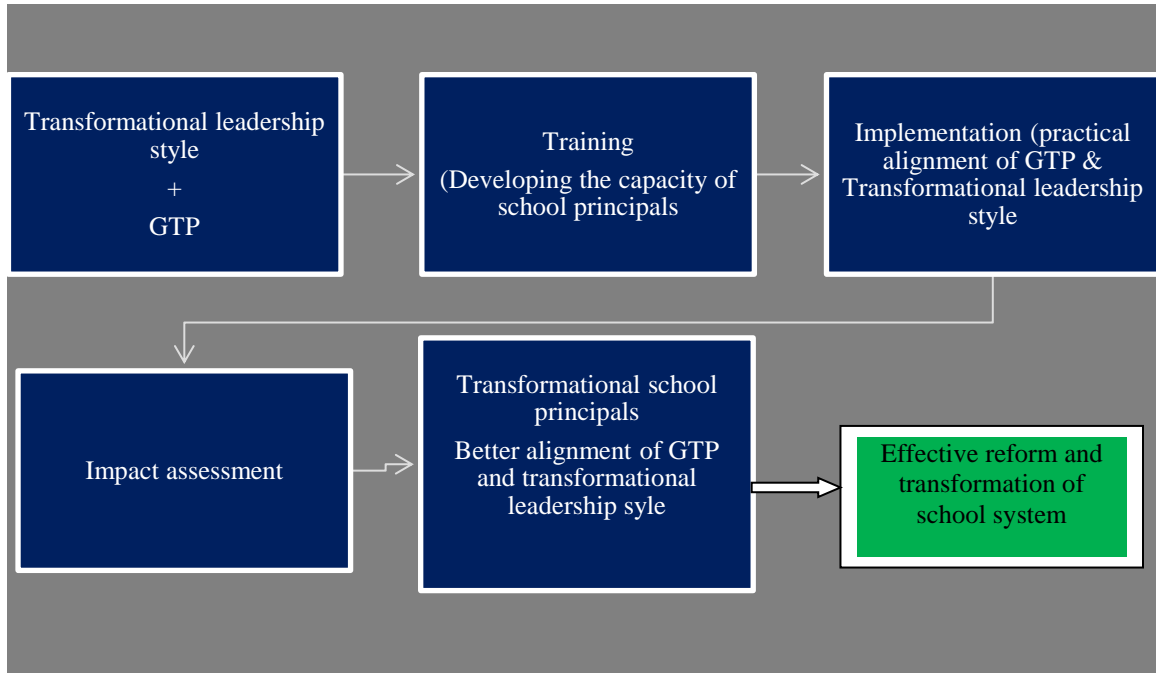 Transformational leadership
style
+
GTP
Training
(Developing the capacity of
school principals
Implementation (practical
alignment of GTP &
Transformational leadership
style
Impact assessment
Transformational school
principals
Better alignment of GTP
and transformational
leadership syle
Effective reform and
transformation of
school system